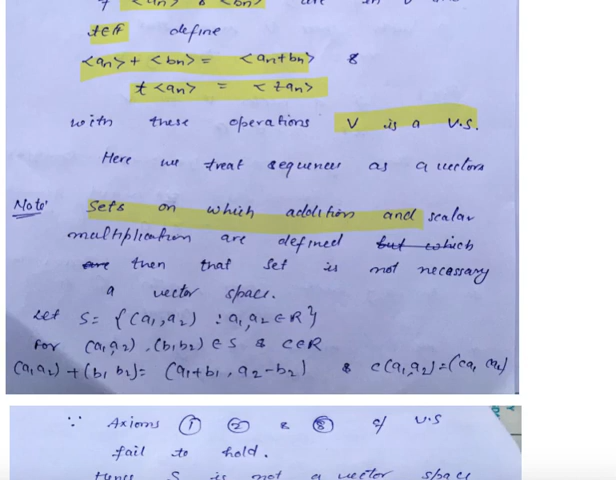 t∈F define
<an> + <bn> = <an+bn> &
t<an> = <tan>
with these operations V is a V.S.
Here we treat sequences as a vectors
Note' Sets on which addition and scalar
multiplication are defined but which
are then that set is not necessary
a vector space.
Let S = {(a1,a2) : a1,a2 ∈ R}
For (a1,a2), (b1,b2) ∈ S & c∈R
(a1,a2) + (b1,b2) = (a1+b1, a2-b2) & c(a1,a2) = (ca1, ca2)
∵ Axioms ① ② & ⑧ of V.S
fail to hold.
Hence S is not a vector space